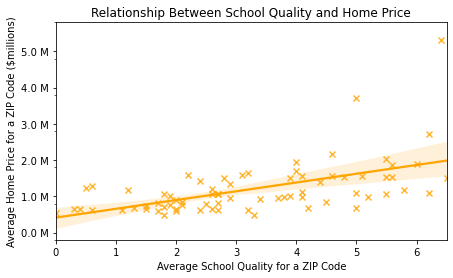 Relationship Between School Quality and Home Price
Average Home Price for a ZIP Code ($millions)
5.0 M
4.0 M
3.0 M
2.0 M
1.0 M
0.0 M
0 1 2 3 4 5 6
Average School Quality for a ZIP Code